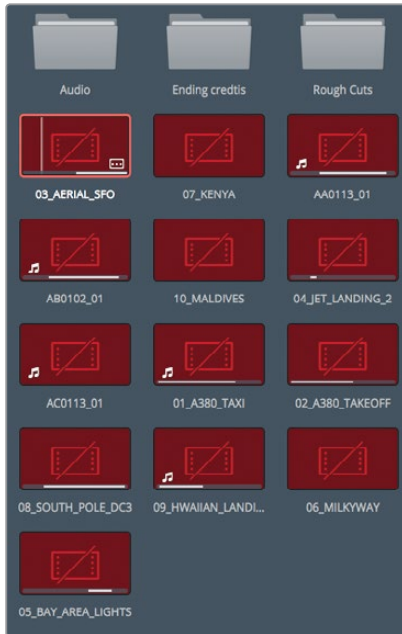 Audio
Ending credtis
Rough Cuts
03_AERIAL_SFO
07_KENYA
AA0113_01
AB0102_01
10_MALDIVES
04_JET_LANDING_2
AC0113_01
01_A380_TAXI
02_A380_TAKEOFF
08_SOUTH_POLE_DC3
09_HWAIIAN_LANDI...
06_MILKYWAY
05_BAY_AREA_LIGHTS